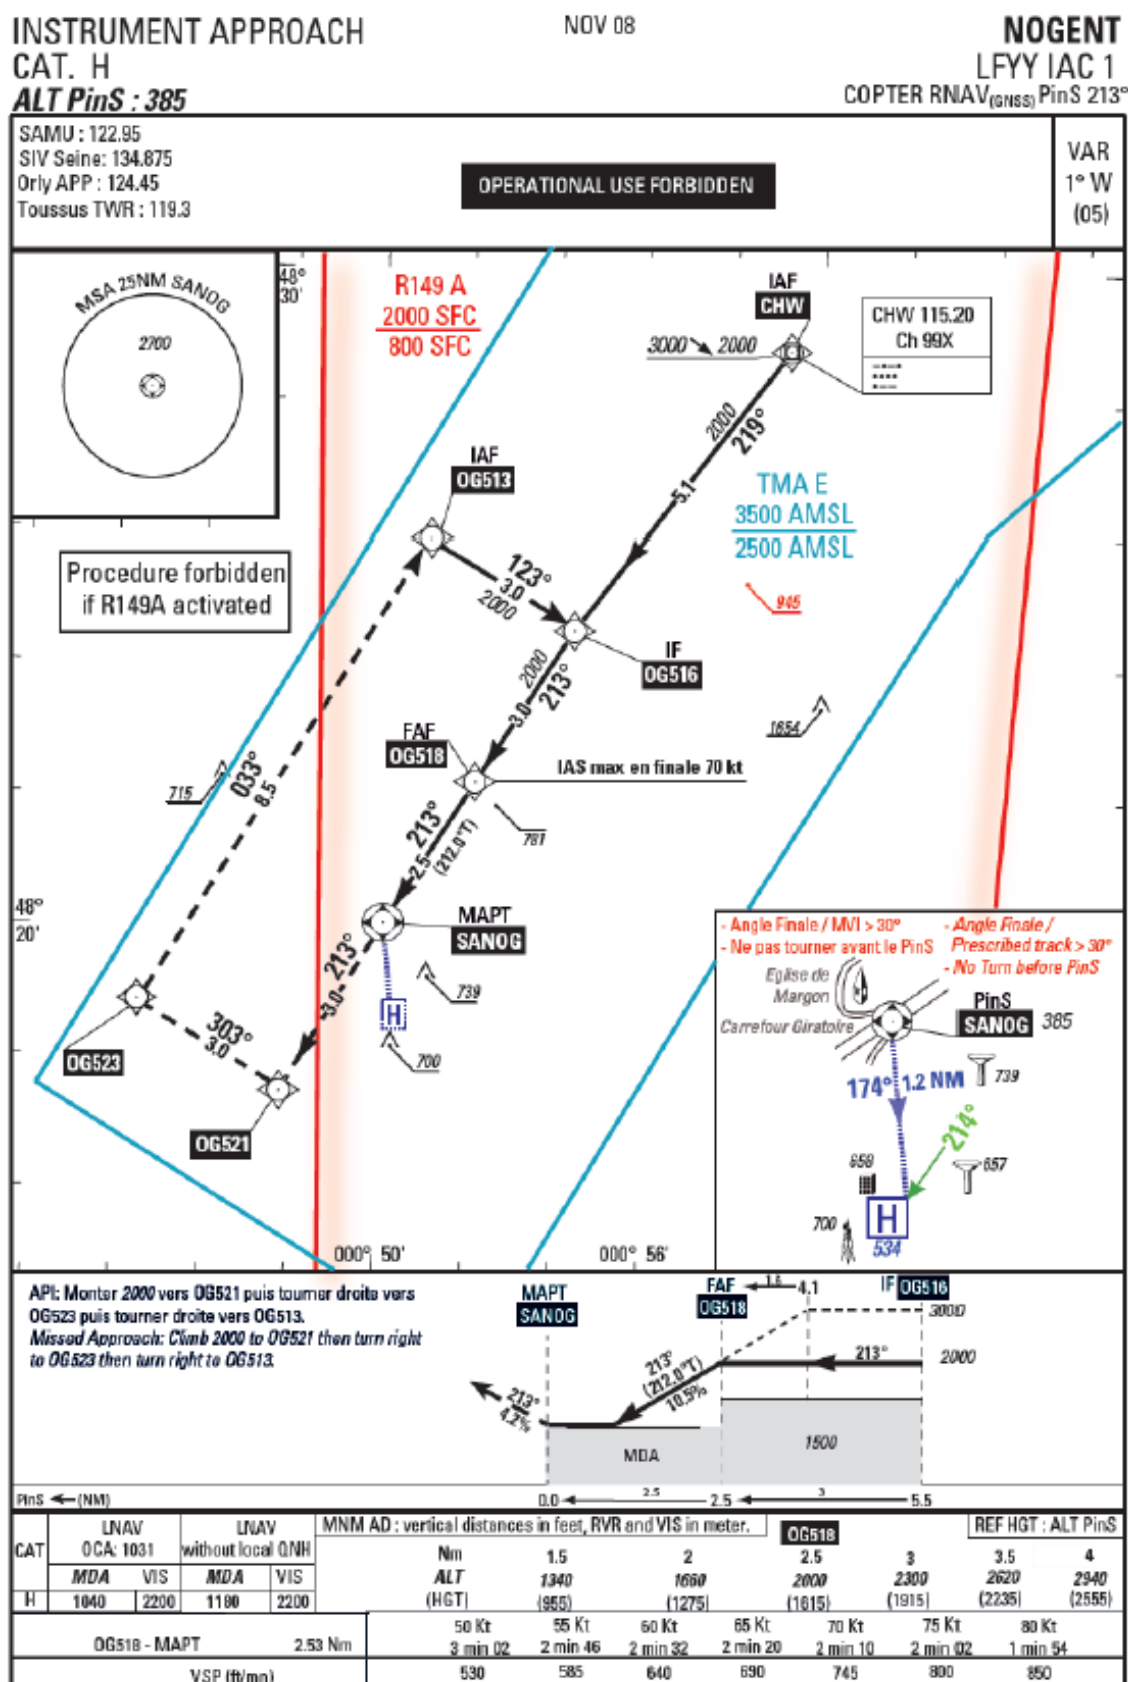 INSTRUMENT APPROACH
CAT. H
ALT PinS : 385
NOV 08
NOGENT
LFYY IAC 1
COPTER RNAV(GNSS) PinS 213°
SAMU : 122.95
SIV Seine: 134.875
Orly APP : 124.45
Toussus TWR : 119.3
OPERATIONAL USE FORBIDDEN
VAR
1° W
(05)
MSA 25NM SANOG
2700
48°
30'
R149 A
2000 SFC
800 SFC
IAF
CHW
3000 2000
CHW 115.20
Ch 99X
2000
219°
5.1
IAF
OG513
TMA E
3500 AMSL
2500 AMSL
Procedure forbidden
if R149A activated
123°
3.0
2000
945
IF
OG516
2000
213°
3.0
1654
FAF
OG518
IAS max en finale 70 kt
033°
8.5
715
213°
2.5
(212.0°T)
781
48°
20'
MAPT
SANOG
213°
3.0
739
H
700
303°
3.0
OG523
OG521
000° 50'
000° 56'
- Angle Finale / MVI > 30°
- Ne pas tourner avant le PinS
- Angle Finale /
Prescribed track > 30°
- No Turn before PinS
Eglise de
Margon
Carrefour Giratoire
PinS
SANOG 385
174° 1.2 NM
739
214°
658
657
H
700
534
API: Monter 2000 vers OG521 puis tourner droite vers
OG523 puis tourner droite vers OG513.
Missed Approach: Climb 2000 to OG521 then turn right
to OG523 then turn right to OG513.
MAPT
SANOG
FAF
OG518
1.6
4.1
IF OG516
3000
213°
2000
213°
(212.0°T)
10.5%
213°
4.2%
MDA
1500
PinS (NM)
0.0 2.5 2.5 3 5.5
CAT
LNAV
OCA: 1031
LNAV
without local QNH
MDA VIS MDA VIS
H 1040 2200 1180 2200
MNM AD : vertical distances in feet, RVR and VIS in meter.
OG518
REF HGT : ALT PinS
Nm 1.5 2 2.5 3 3.5 4
ALT 1340 1660 2000 2300 2620 2940
(HGT) (955) (1275) (1615) (1915) (2235) (2555)
OG518 - MAPT 2.53 Nm
50 Kt 55 Kt 60 Kt 65 Kt 70 Kt 75 Kt 80 Kt
3 min 02 2 min 46 2 min 32 2 min 20 2 min 10 2 min 02 1 min 54
VSP (ft/mn) 530 585 640 690 745 800 850